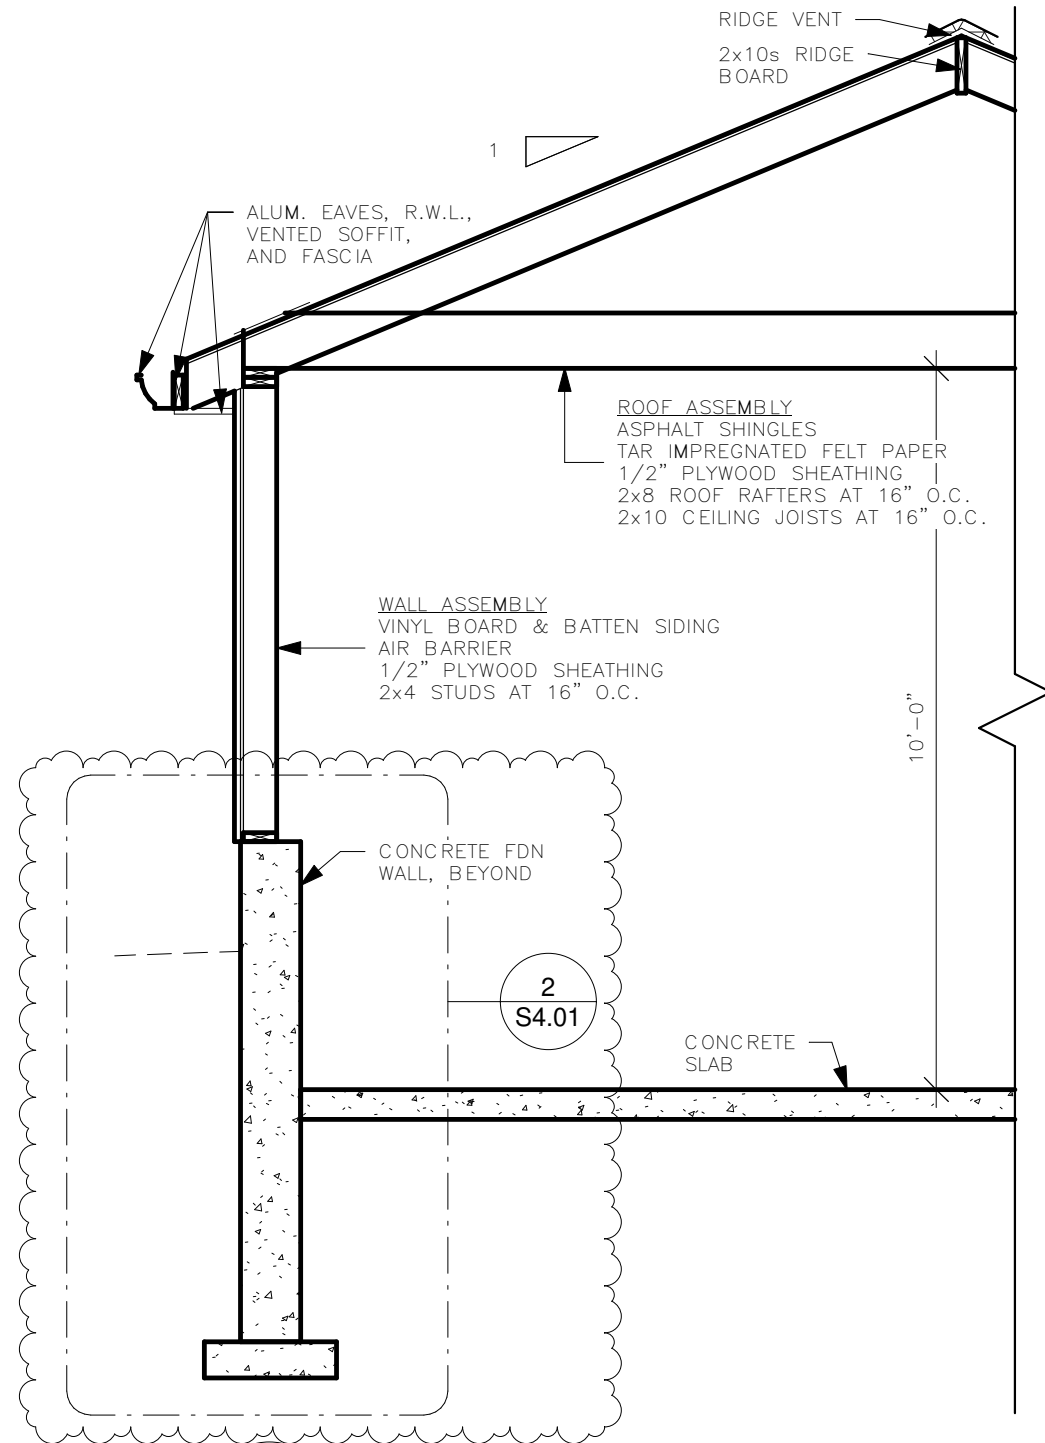 RIDGE VENT
2x10s RIDGE
BOARD
1
ALUM. EAVES, R.W.L.,
VENTED SOFFIT,
AND FASCIA
ROOF ASSEMBLY
ASPHALT SHINGLES
TAR IMPREGNATED FELT PAPER
1/2” PLYWOOD SHEATHING
2x8 ROOF RAFTERS AT 16” O.C.
2x10 CEILING JOISTS AT 16” O.C.
WALL ASSEMBLY
VINYL BOARD & BATTEN SIDING
AIR BARRIER
1/2” PLYWOOD SHEATHING
2x4 STUDS AT 16” O.C.
10'-0”
CONCRETE FDN
WALL, BEYOND
2
S4.01
CONCRETE
SLAB